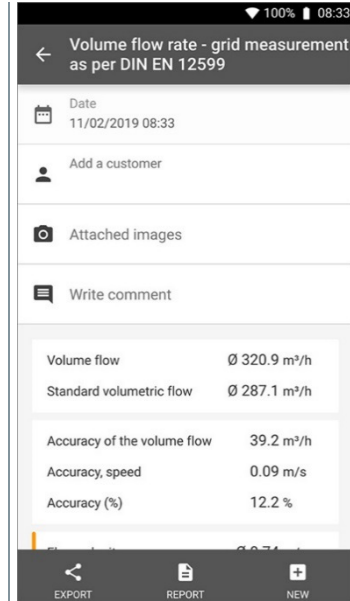 100% 08:33
Volume flow rate - grid measurement
as per DIN EN 12599
Date
11/02/2019 08:33
Add a customer
Attached images
Write comment
Volume flow Ø 320.9 m³/h
Standard volumetric flow Ø 287.1 m³/h
Accuracy of the volume flow 39.2 m³/h
Accuracy, speed 0.09 m/s
Accuracy (%) 12.2 %
EXPORT REPORT NEW